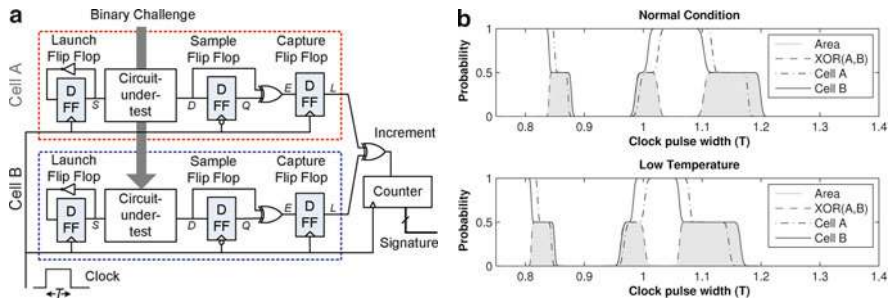 a
Binary Challenge
Cell A
Launch
Flip Flop
Sample
Flip Flop
Capture
Flip Flop
D
FF
S
Circuit-
under-
test
D
D
FF
Q
E
D
FF
L
Increment
Cell B
Launch
Flip Flop
Sample
Flip Flop
Capture
Flip Flop
D
FF
S
Circuit-
under-
test
D
D
FF
Q
E
D
FF
L
Counter
Signature
Clock
T
b
Normal Condition
Probability
1
0.5
0
Area
XOR(A,B)
Cell A
Cell B
0.8 0.9 1 1.1 1.2 1.3 1.4
Clock pulse width (T)
Low Temperature
Probability
1
0.5
0
Area
XOR(A,B)
Cell A
Cell B
0.8 0.9 1 1.1 1.2 1.3 1.4
Clock pulse width (T)